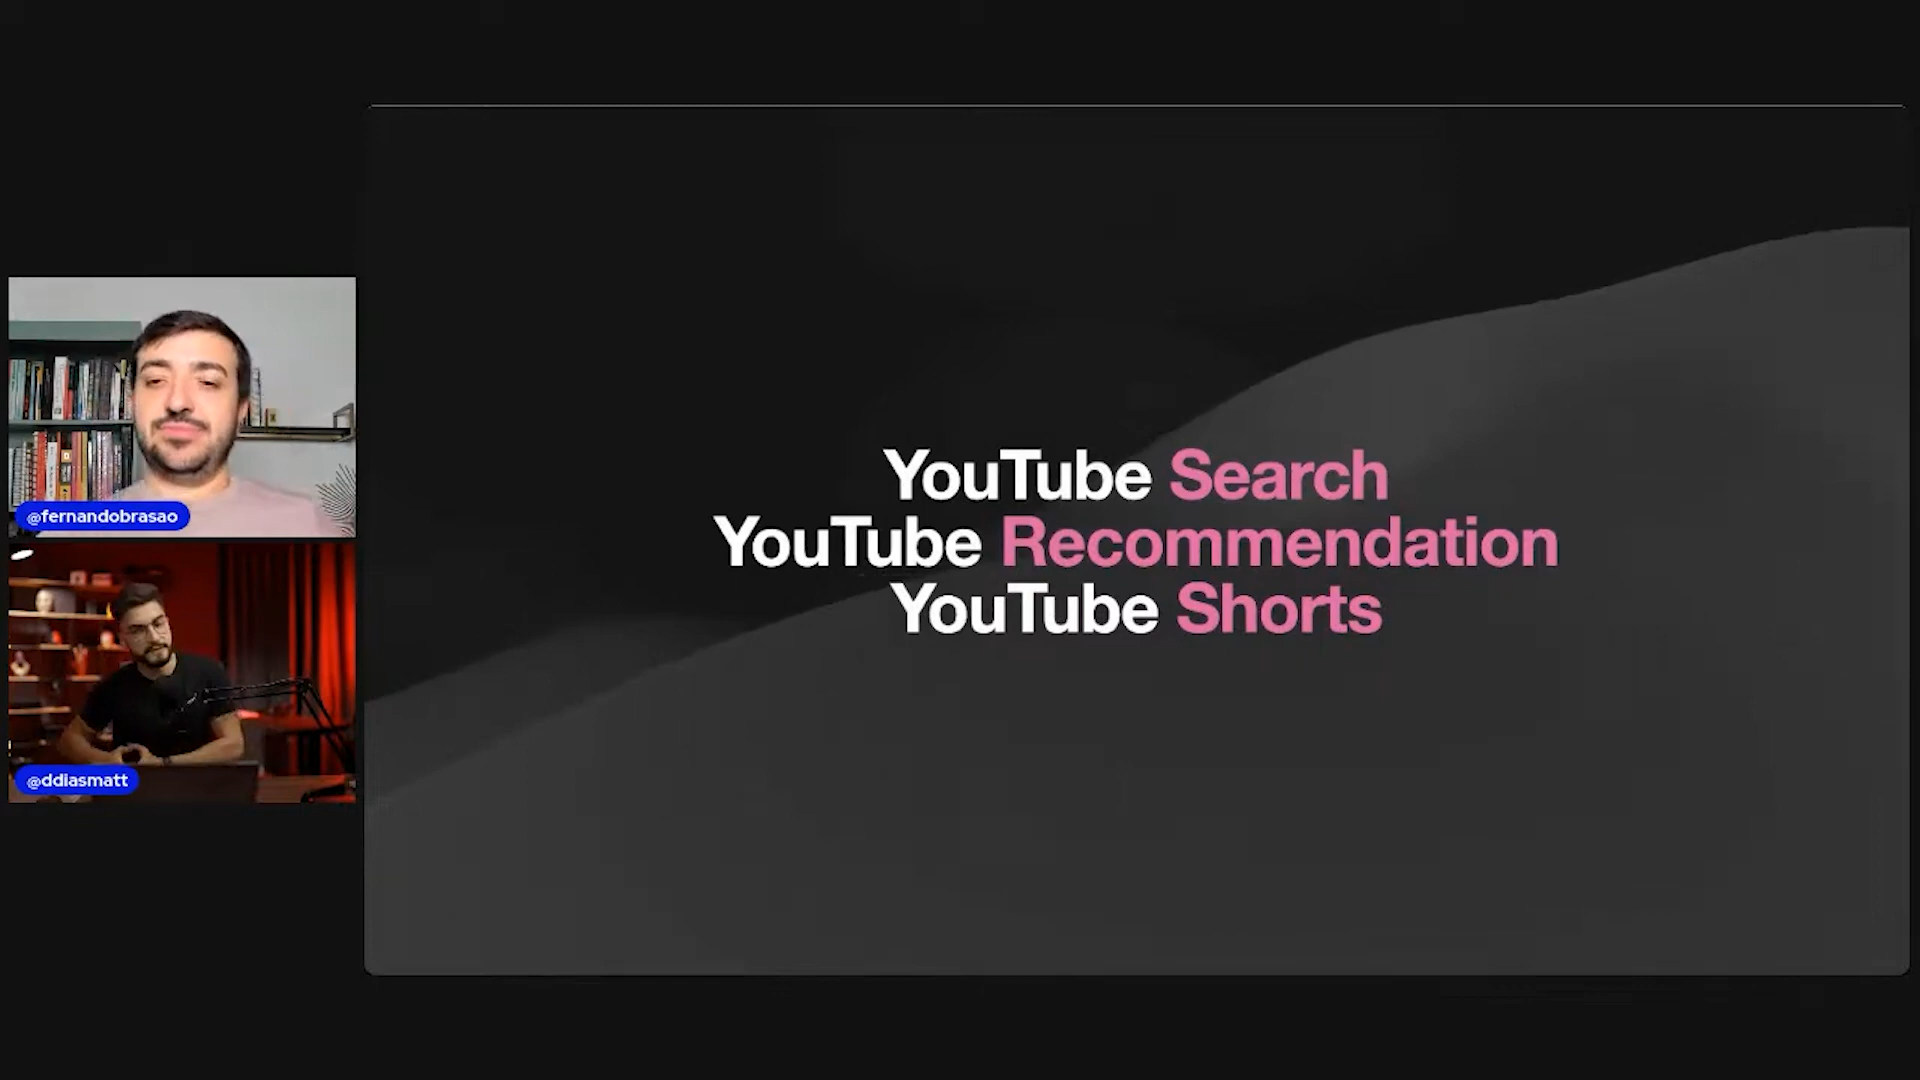 @fernandobrasao
@ddiasmatt
YouTube Search
YouTube Recommendation
YouTube Shorts